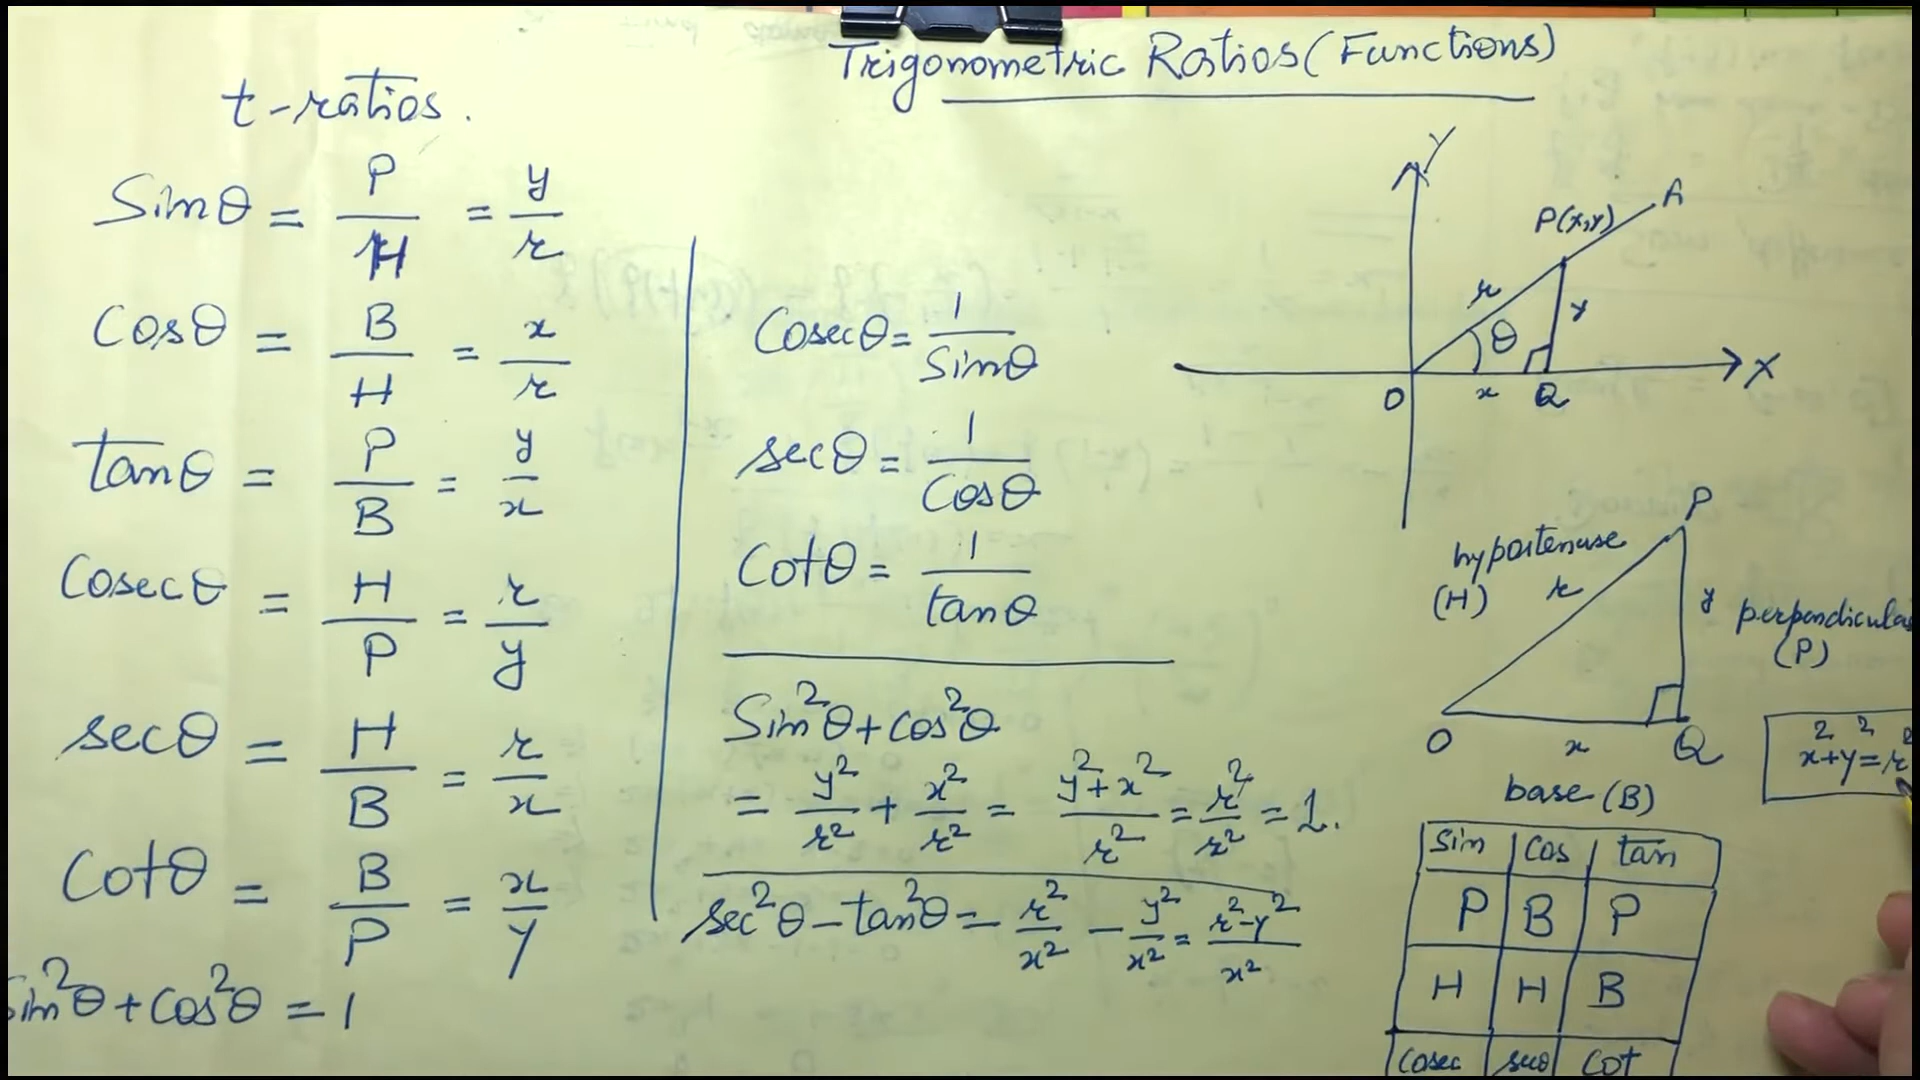 Trigonometric Ratios (Functions)
t-ratios.
Sinθ = P/H = y/r
Cosθ = B/H = x/r
tanθ = P/B = y/x
Cosecθ = H/P = r/y
secθ = H/B = r/x
Cotθ = B/P = x/y
Sin²θ + Cos²θ = 1
Cosecθ = 1/Sinθ
secθ = 1/Cosθ
Cotθ = 1/tanθ
Sin²θ + cos²θ
= y²/r² + x²/r² = y²+x²/r² = r²/r² = 1.
sec²θ - tan²θ = r²/x² - y²/x² = r²-y²/x²
Y
A
P(x,y)
r
θ
y
O
x
Q
X
P
hypotenuse
(H)
r
y
perpendicular
(P)
O
x
Q
base (B)
x²+y²=r²
Sin cos tan
P B P
H H B
Cosec sec cot